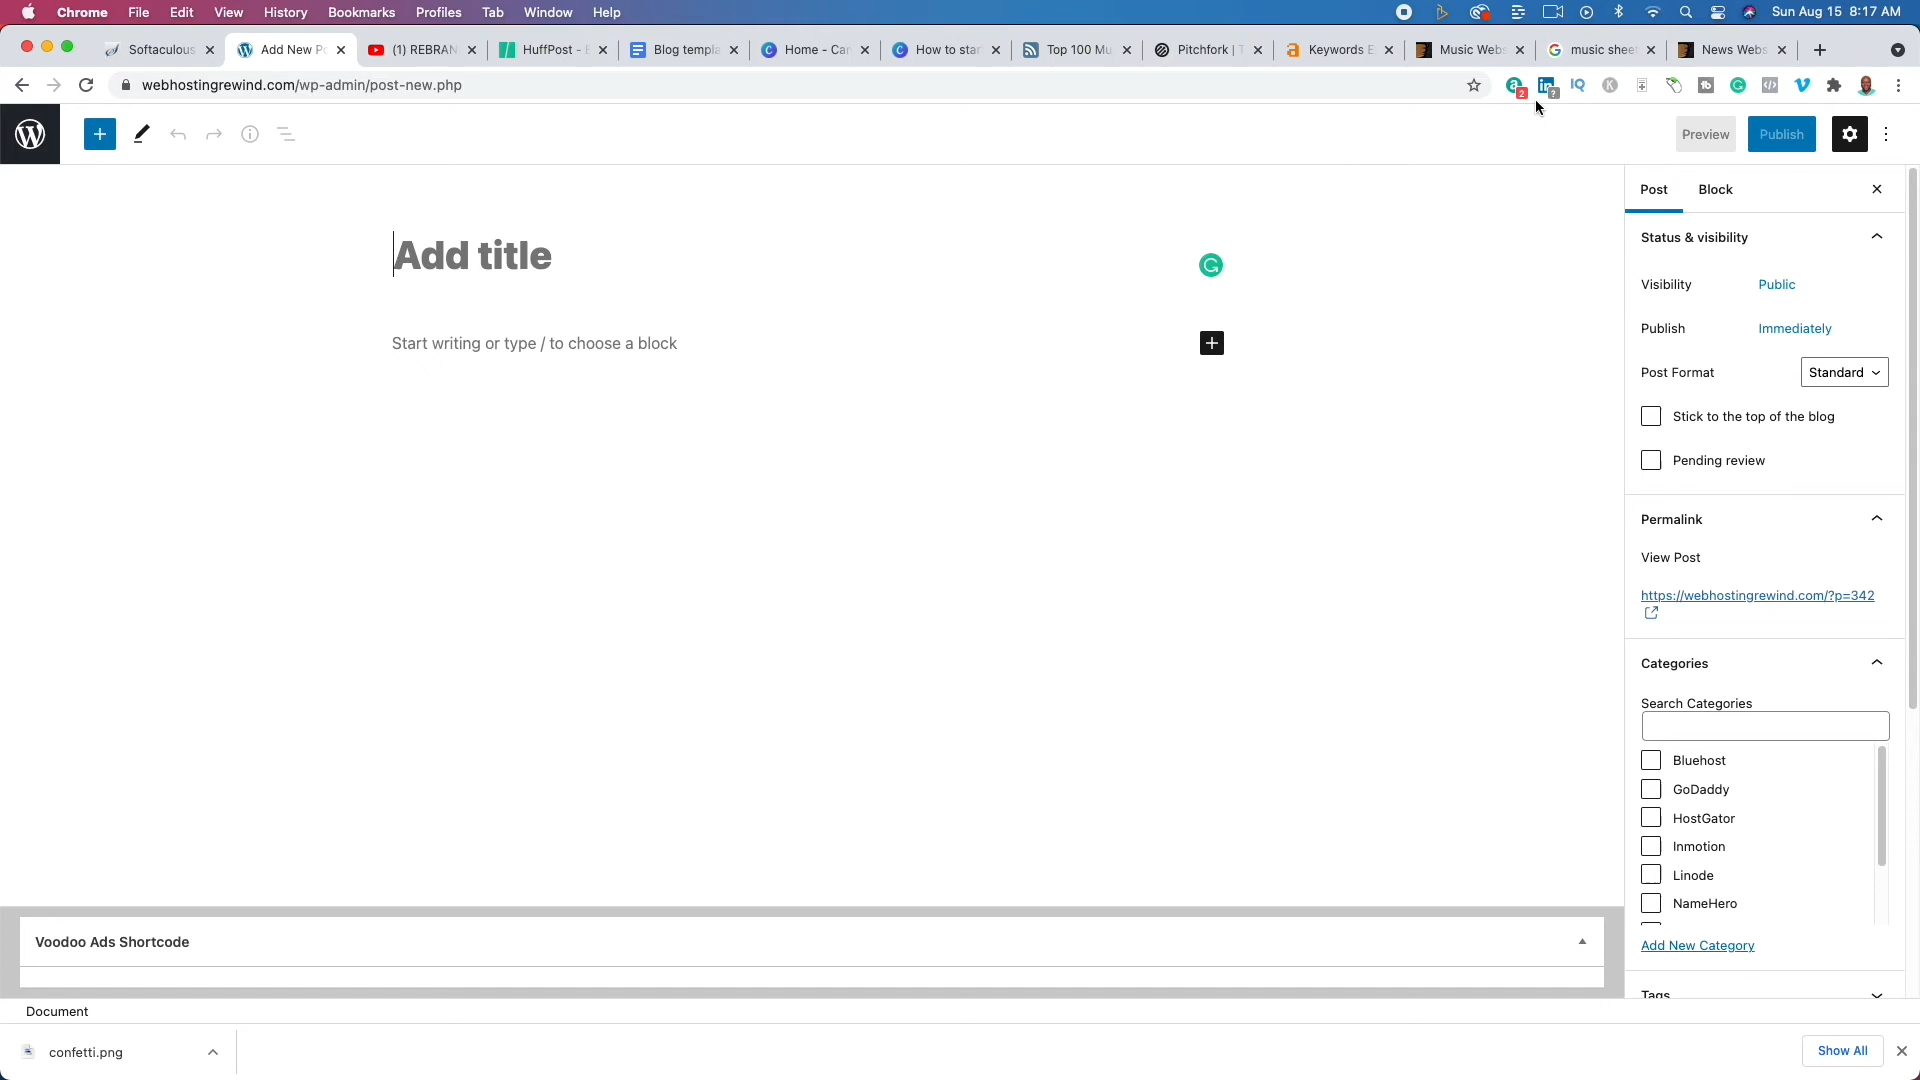 Chrome File Edit View History Bookmarks Profiles Tab Window Help Sun Aug 15 8:17 AM
Softaculous Add New Po (1) REBRAN HuffPost - B Blog templa Home - Can How to star Top 100 Mu Pitchfork | T Keywords E Music Webs music shee News Webs
webhostingrewind.com/wp-admin/post-new.php
2 ?
Preview Publish
Post Block
Add title
Start writing or type / to choose a block
Status & visibility
Visibility Public
Publish Immediately
Post Format Standard
Stick to the top of the blog
Pending review
Permalink
View Post
https://webhostingrewind.com/?p=342
Categories
Search Categories
Bluehost
GoDaddy
HostGator
Inmotion
Linode
NameHero
Add New Category
Tags
Voodoo Ads Shortcode
Document
confetti.png
Show All